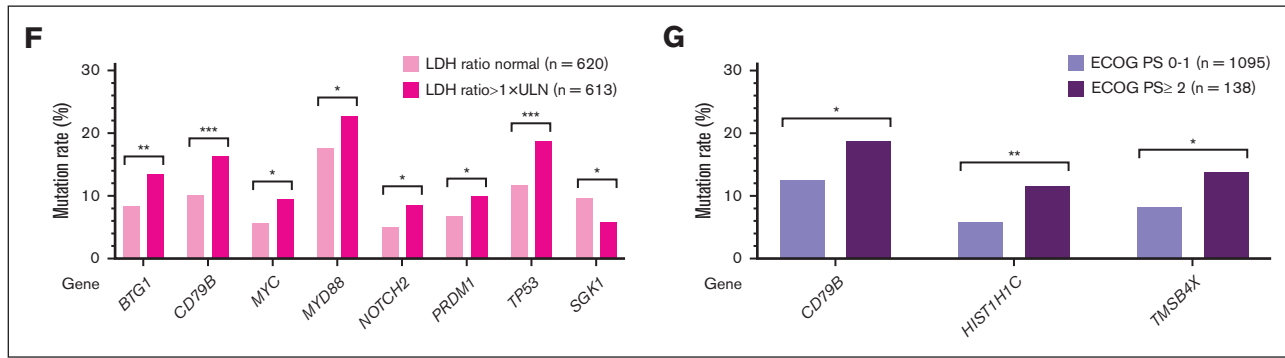 F
LDH ratio normal (n = 620)
LDH ratio>1×ULN (n = 613)
Mutation rate (%)
30
20
10
0
** *** * * * * *** *
Gene
BTG1 CD79B MYC MYD88 NOTCH2 PRDM1 TP53 SGK1
G
ECOG PS 0-1 (n = 1095)
ECOG PS≥ 2 (n = 138)
Mutation rate (%)
30
20
10
0
* ** *
Gene
CD79B HIST1H1C TMSB4X